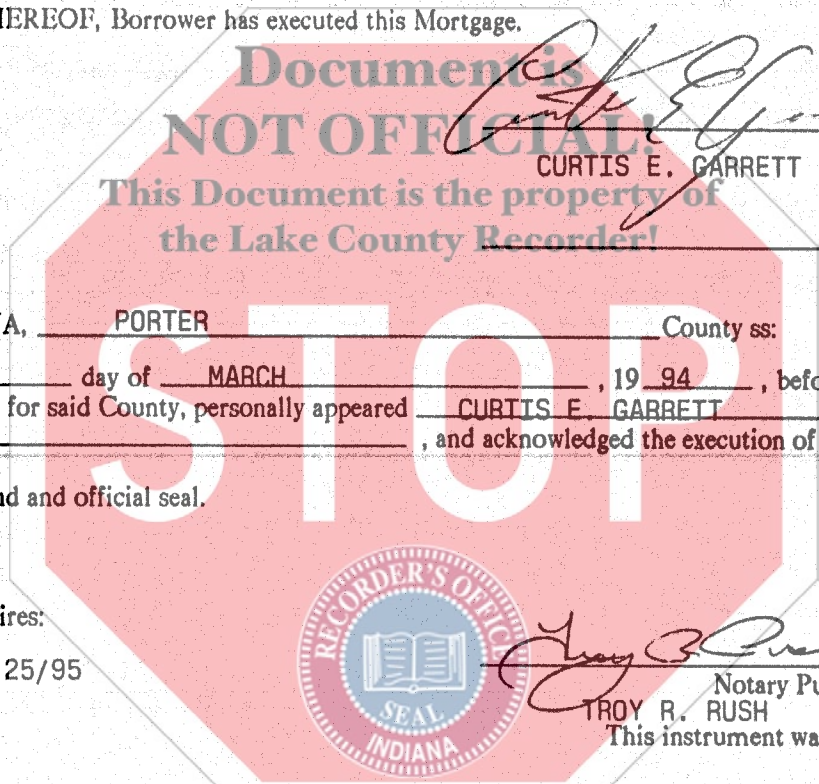 HEREOF, Borrower has executed this Mortgage.
Document is
NOT OFFICIAL!
CURTIS E. GARRETT
This Document is the property of
the Lake County Recorder!
A, PORTER County ss:
STOP
day of MARCH , 19 94 , befo
for said County, personally appeared CURTIS E. GARRETT
, and acknowledged the execution of
nd and official seal.
RECORDER'S OFFICE
ires:
25/95
Notary Pu
SEAL
TROY R. RUSH
This instrument wa
INDIANA